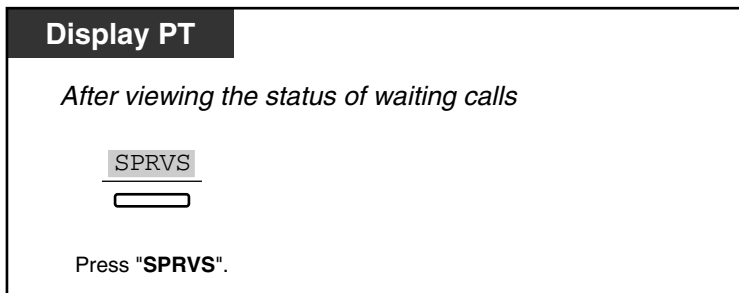 Display PT
After viewing the status of waiting calls
SPRVS
Press "SPRVS".